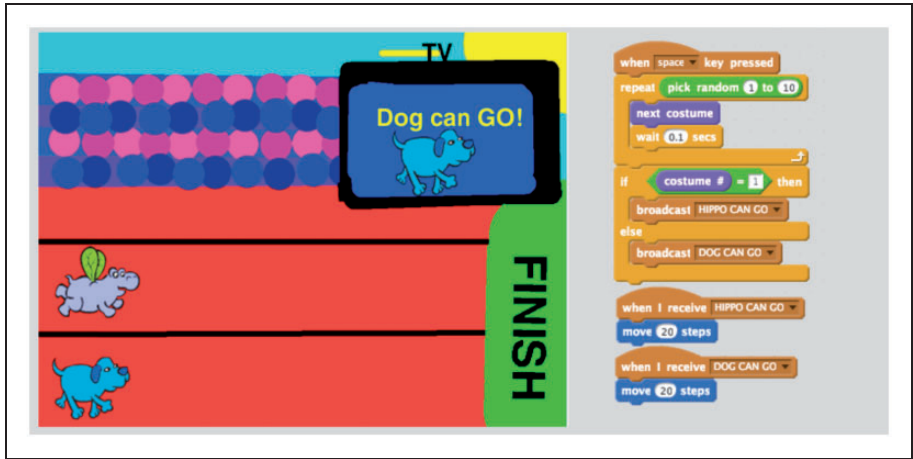 TV
Dog can GO!
FINISH
when space key pressed
repeat pick random 1 to 10
next costume
wait 0.1 secs
if costume # = 1 then
broadcast HIPPO CAN GO
else
broadcast DOG CAN GO
when I receive HIPPO CAN GO
move 20 steps
when I receive DOG CAN GO
move 20 steps